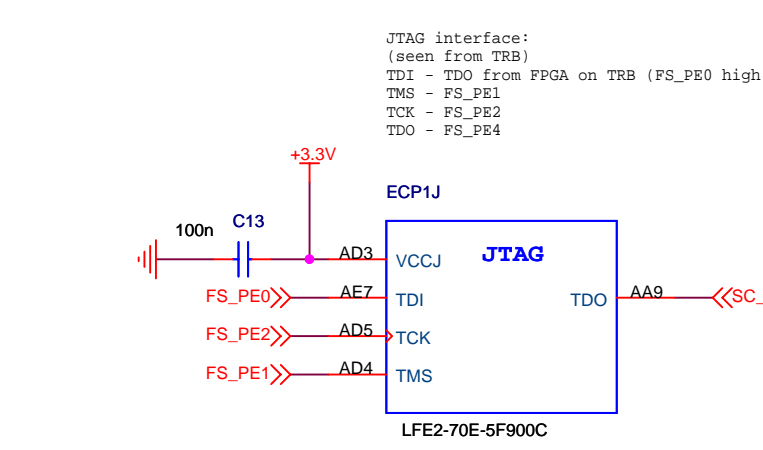 JTAG interface:
(seen from TRB)
TDI - TDO from FPGA on TRB (FS_PE0 high
TMS - FS_PE1
TCK - FS_PE2
TDO - FS_PE4
+3.3V
ECP1J
100n
C13
AD3
VCCJ
JTAG
FS_PE0
AE7
TDI
TDO
AA9
SC_
FS_PE2
AD5
TCK
FS_PE1
AD4
TMS
LFE2-70E-5F900C